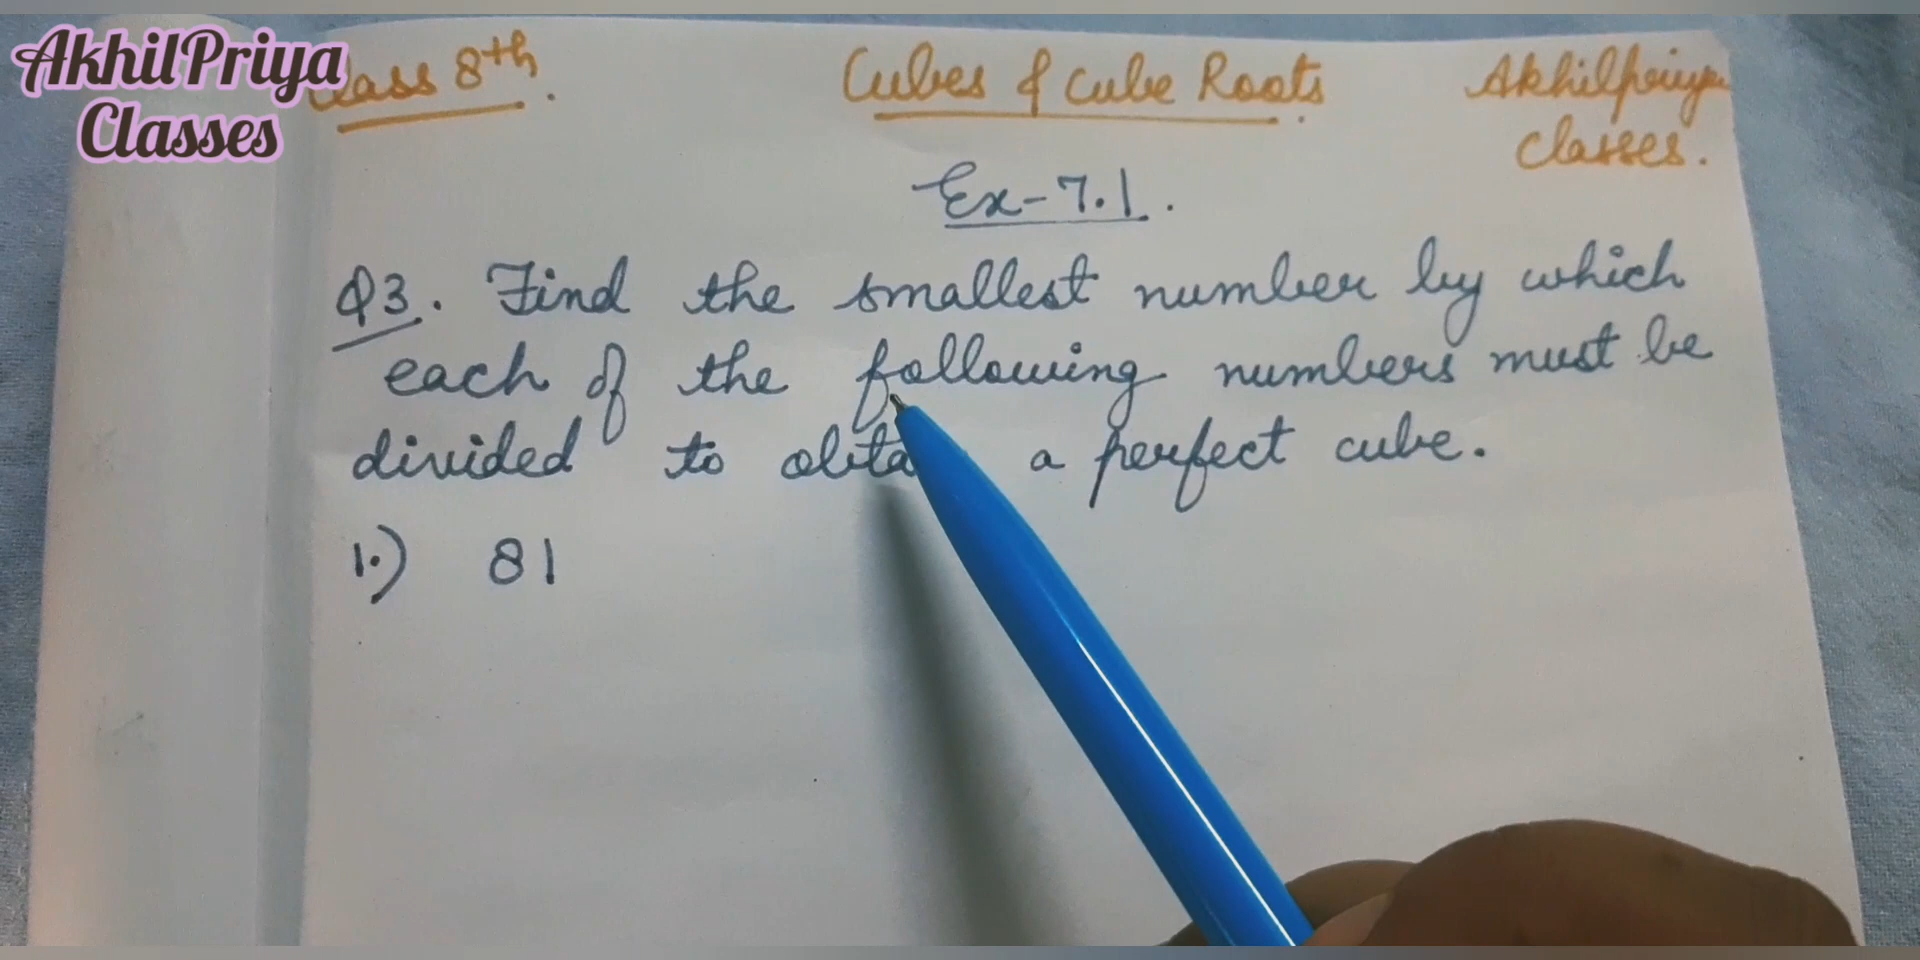 AkhilPriya
Classes
Class 8th.
Cubes & Cube Roots
Akhilpriya
Classes.
Ex-7.1.
Q3. Find the smallest number by which
each of the following numbers must be
divided to a perfect cube.
1.) 81